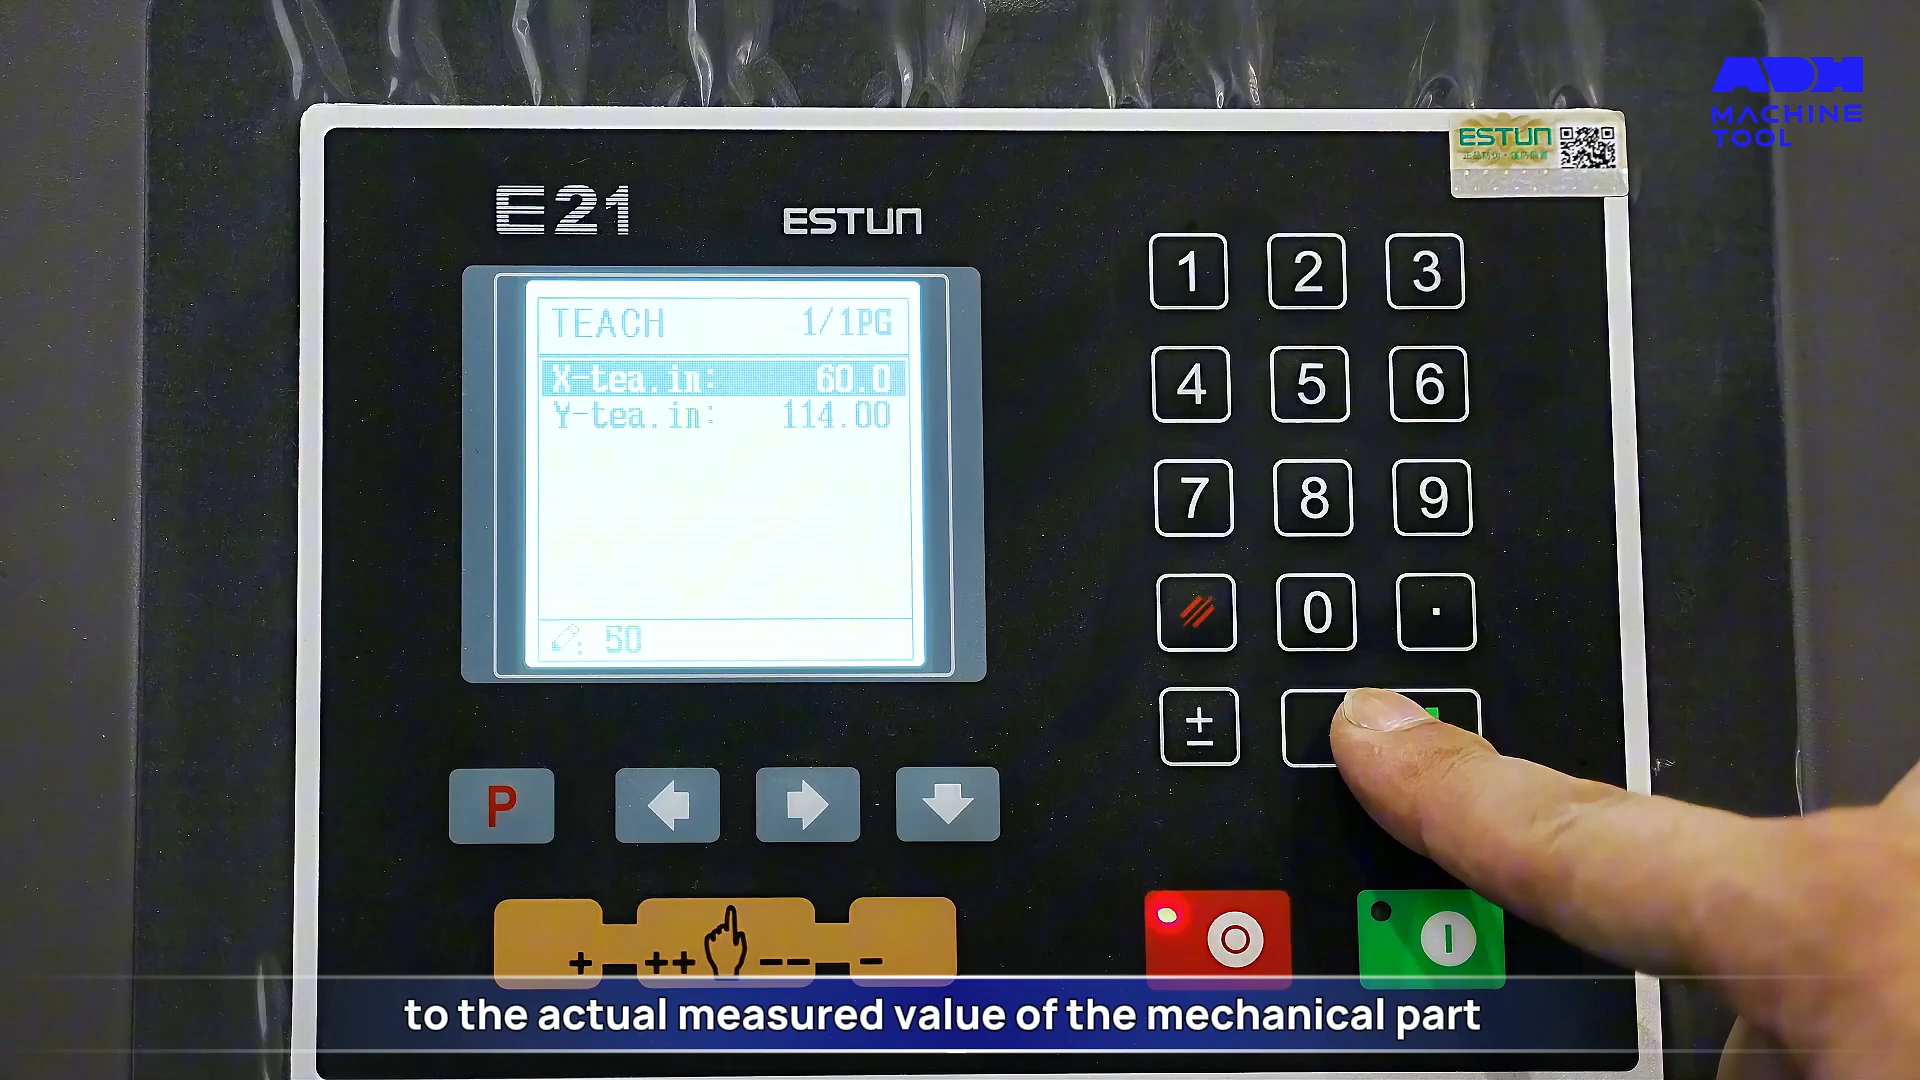 ADH
MACHINE
TOOL
ESTUN
E21
ESTUN
TEACH 1/1PG
X-tea.in: 60.0
Y-tea.in: 114.00
: 50
1 2 3
4 5 6
7 8 9
0 .
±
P
+ ++ -- -
to the actual measured value of the mechanical part